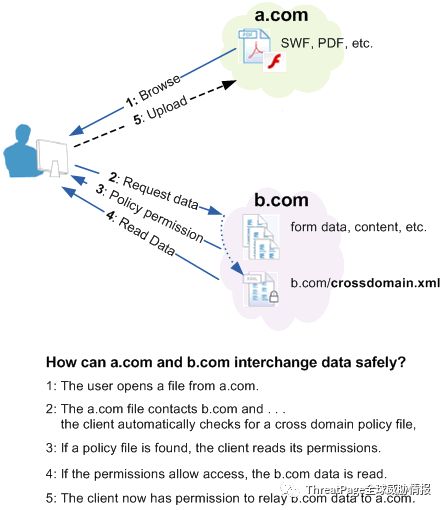 a.com
PDF
SWF, PDF, etc.
1: Browse
5: Upload
2: Request data
3: Policy permission
4: Read Data
b.com
form data, content, etc.
XML
b.com/crossdomain.xml
How can a.com and b.com interchange data safely?
1: The user opens a file from a.com.
2: The a.com file contacts b.com and . . .
the client automatically checks for a cross domain policy file,
3: If a policy file is found, the client reads its permissions.
4: If the permissions allow access, the b.com data is read.
5: The client now has permission to relay b.com data to a.com.
ThreatPage全球威胁情报